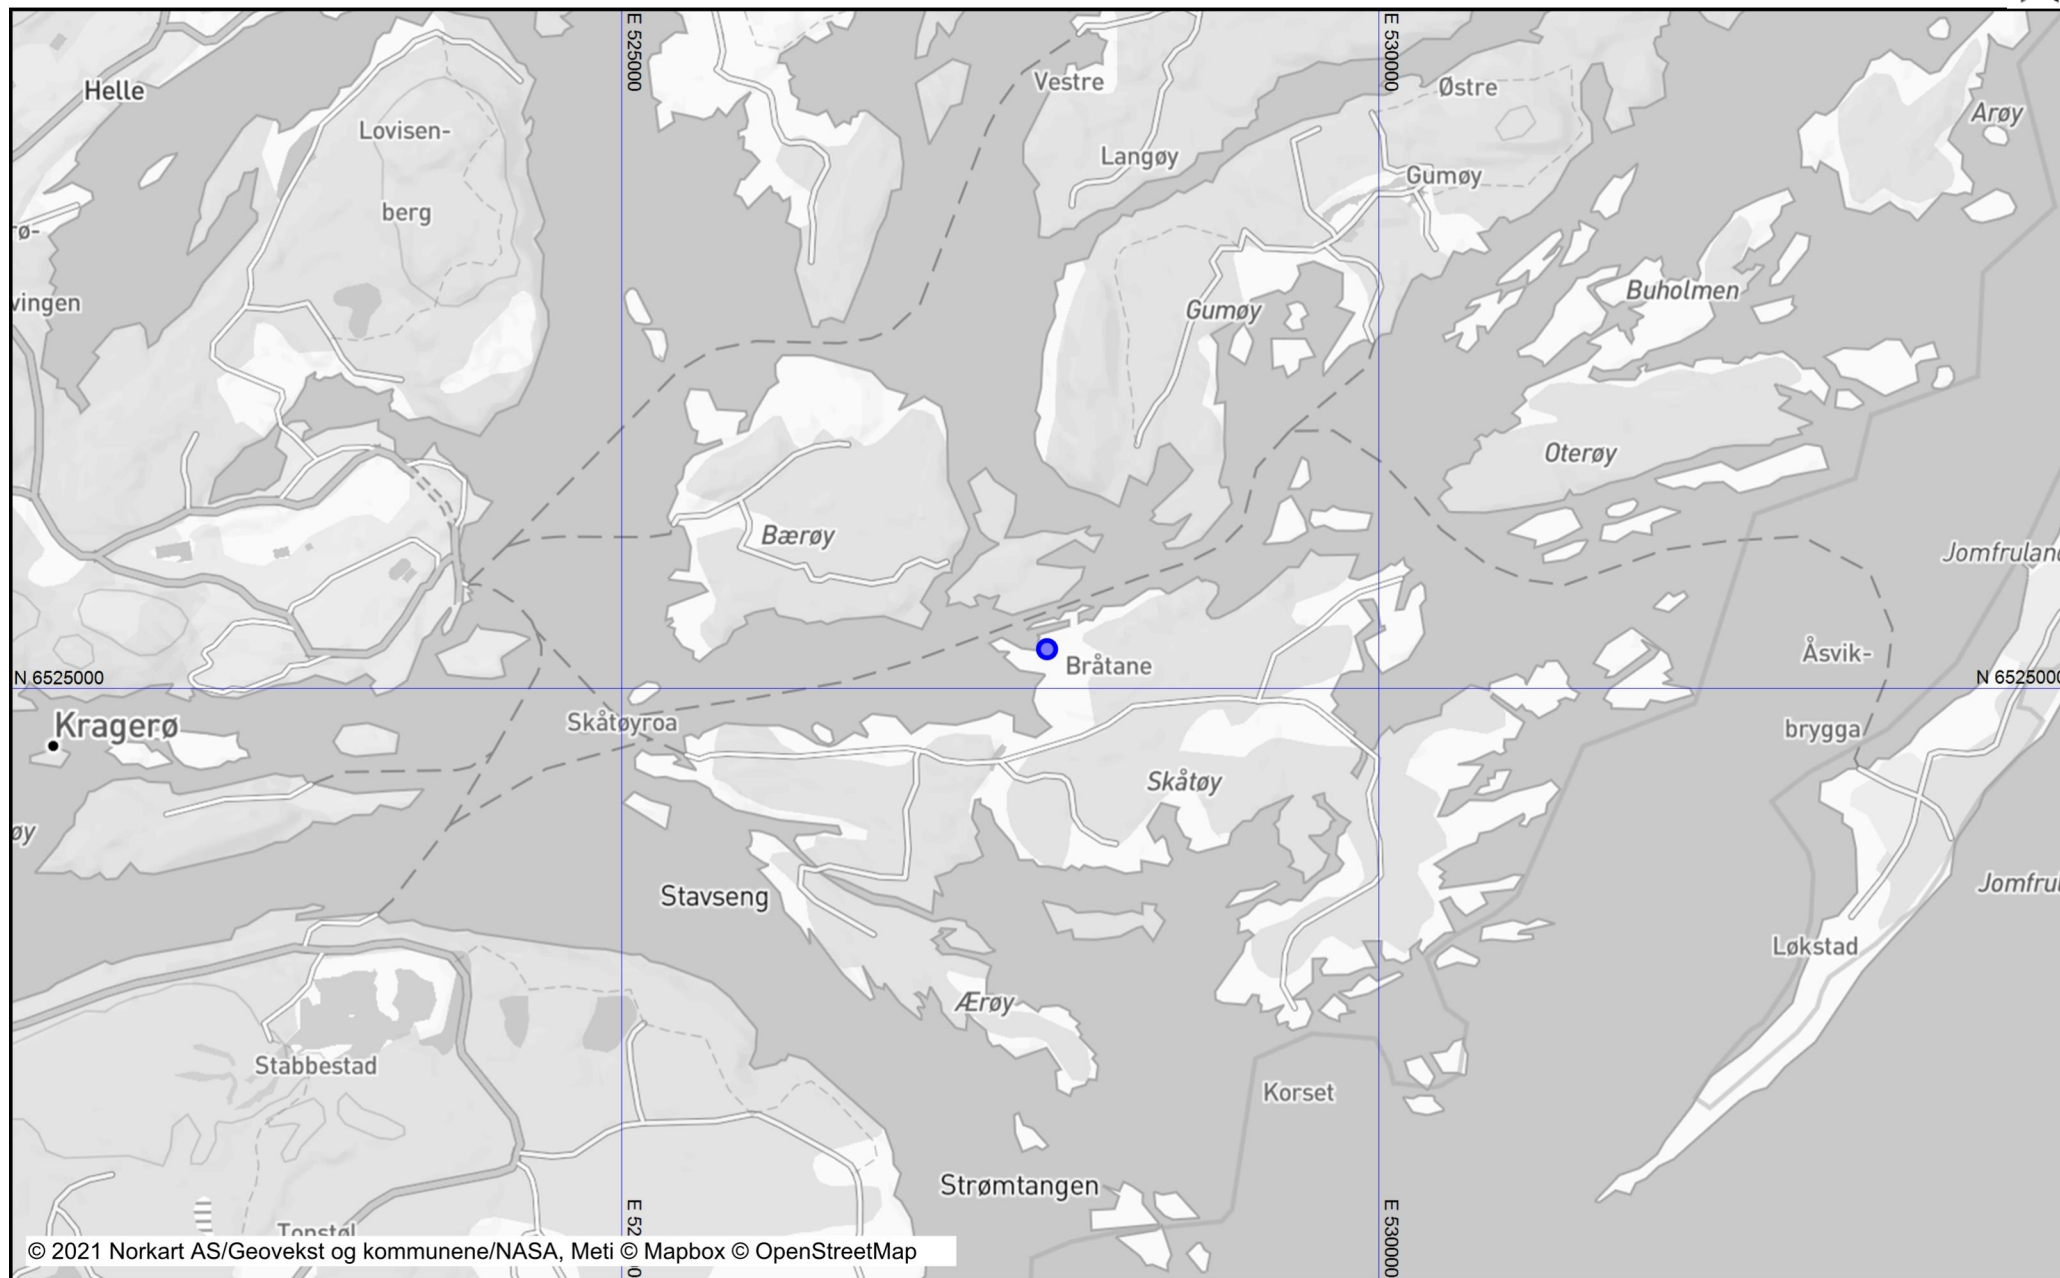 E 525000
E 530000
Helle
Lovisen-
berg
Vestre
Langøy
Østre
Arøy
Gumøy
rø-
vingen
Gumøy
Buholmen
Oterøy
Bærøy
Jomfruland
Bråtane
Åsvik-
brygga
N 6525000
N 6525000
Kragerø
Skåtøyroa
Skåtøy
øy
Stavseng
Jomfrul
Løkstad
Ærøy
Stabbestad
Korset
Strømtangen
Tonstøl
E 530000
© 2021 Norkart AS/Geovekst og kommunene/NASA, Meti © Mapbox © OpenStreetMap